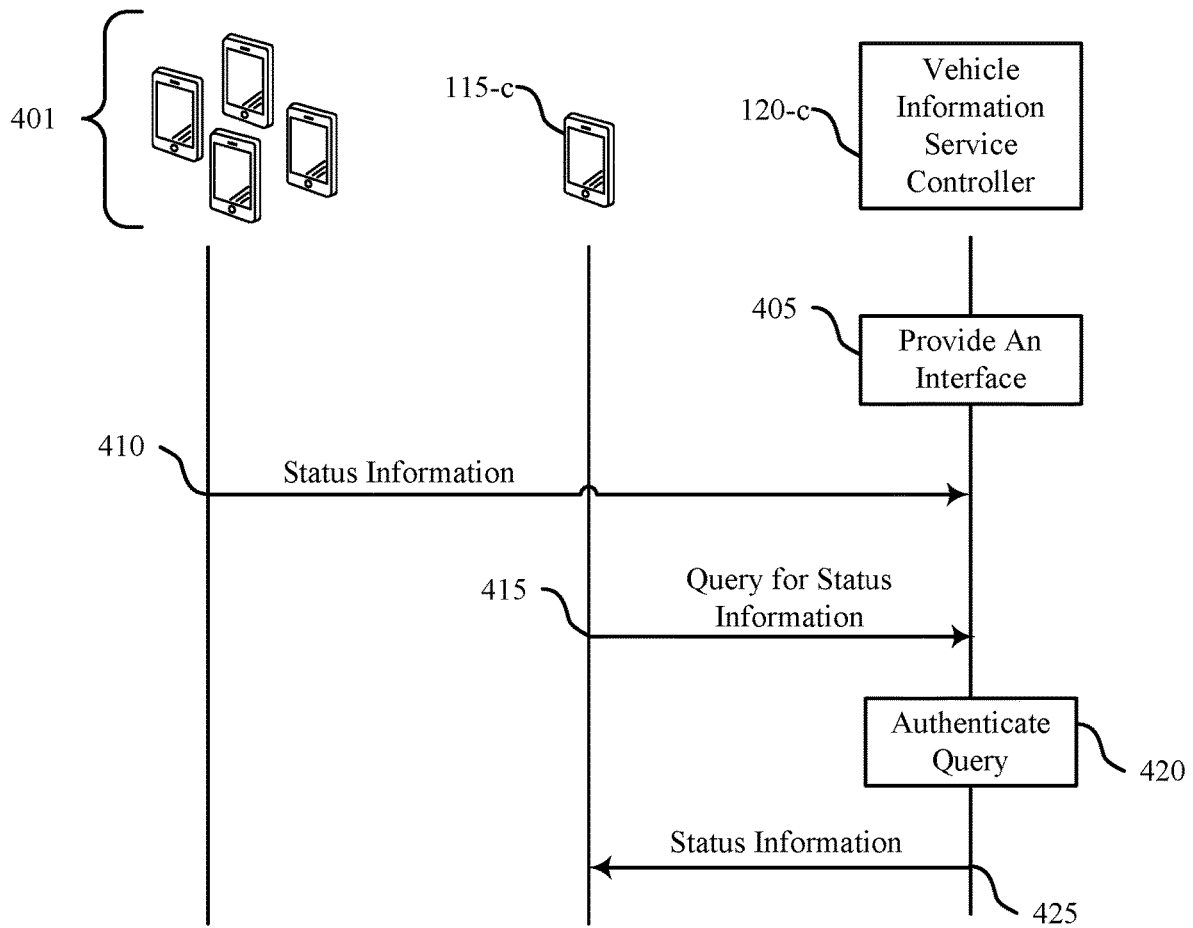 401
115-c
120-c
Vehicle
Information
Service
Controller
405
Provide An
Interface
410
Status Information
415
Query for Status
Information
Authenticate
Query
420
Status Information
425